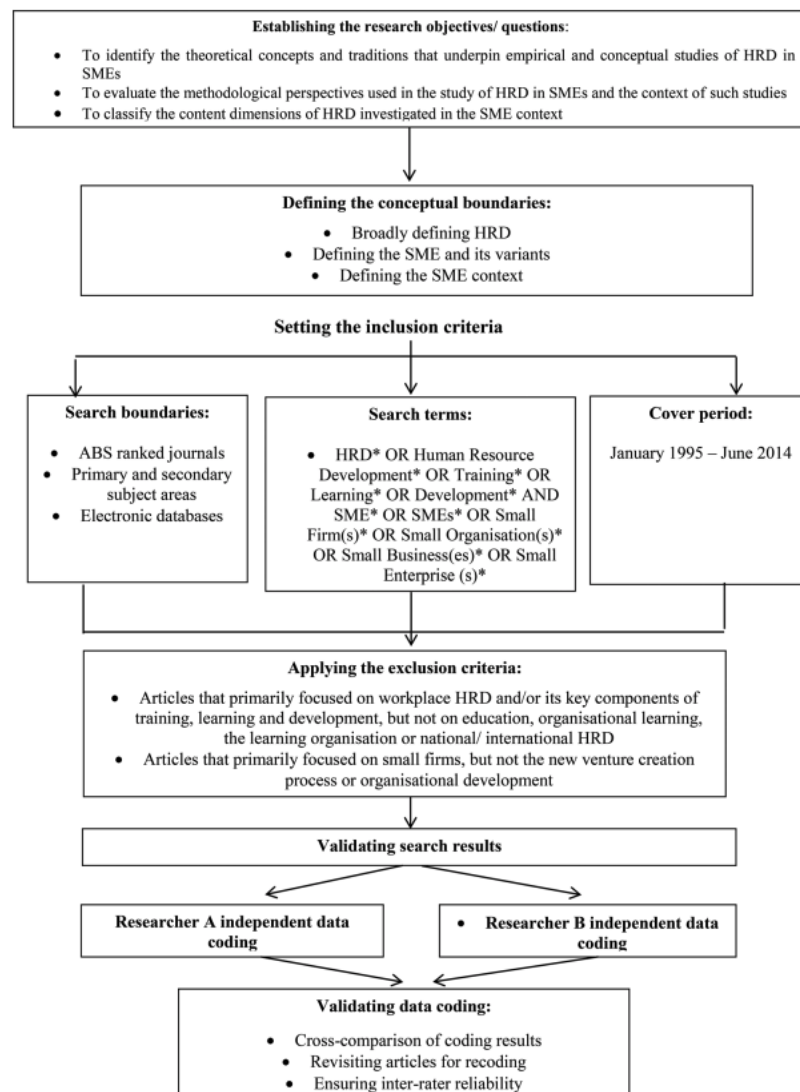 Establishing the research objectives/ questions:
• To identify the theoretical concepts and traditions that underpin empirical and conceptual studies of HRD in
SMEs
• To evaluate the methodological perspectives used in the study of HRD in SMEs and the context of such studies
• To classify the content dimensions of HRD investigated in the SME context
Defining the conceptual boundaries:
• Broadly defining HRD
• Defining the SME and its variants
• Defining the SME context
Setting the inclusion criteria
Search boundaries:
• ABS ranked journals
• Primary and secondary
subject areas
• Electronic databases
Search terms:
• HRD* OR Human Resource
Development* OR Training* OR
Learning* OR Development* AND
SME* OR SMEs* OR Small
Firm(s)* OR Small Organisation(s)*
OR Small Business(es)* OR Small
Enterprise (s)*
Cover period:
January 1995 – June 2014
Applying the exclusion criteria:
• Articles that primarily focused on workplace HRD and/or its key components of
training, learning and development, but not on education, organisational learning,
the learning organisation or national/ international HRD
• Articles that primarily focused on small firms, but not the new venture creation
process or organisational development
Validating search results
Researcher A independent data
coding
• Researcher B independent data
coding
Validating data coding:
• Cross-comparison of coding results
• Revisiting articles for recoding
• Ensuring inter-rater reliability